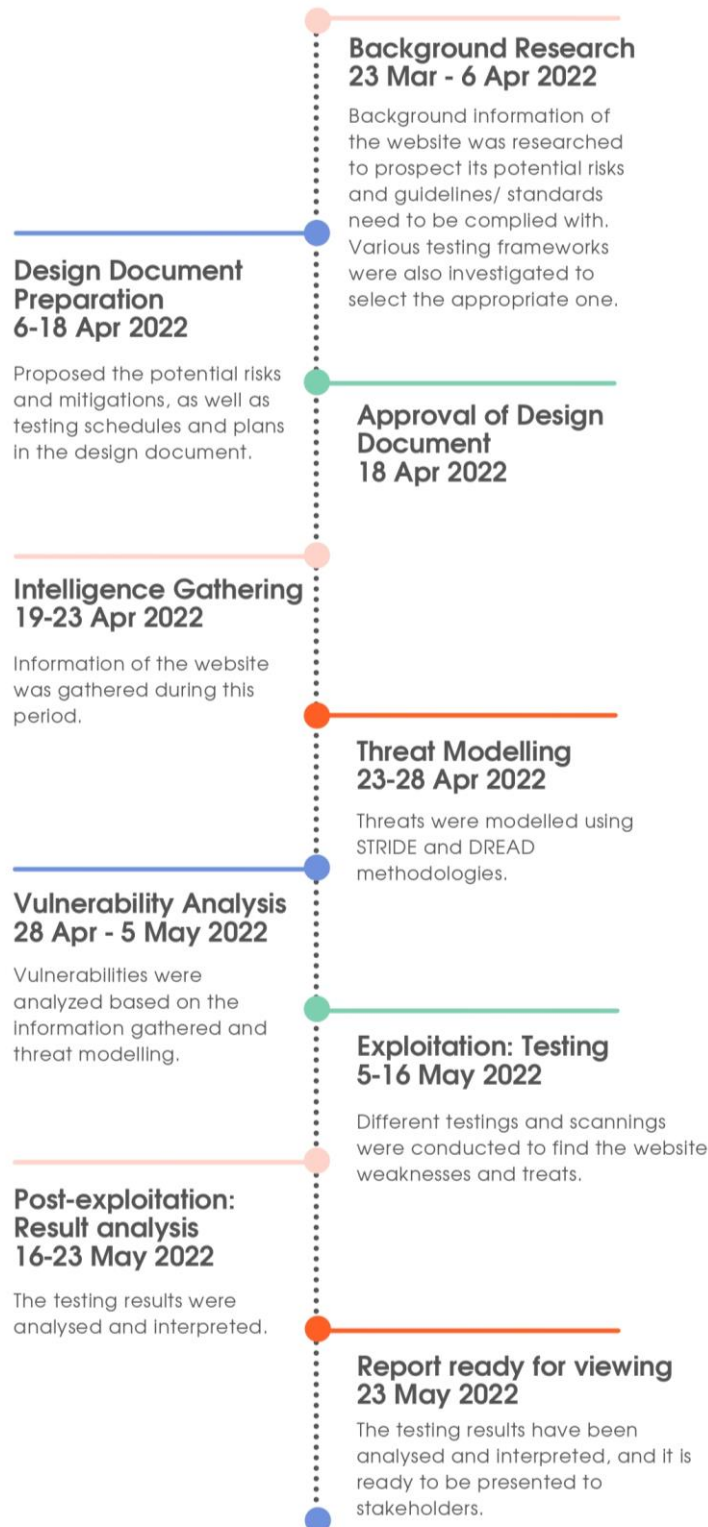 Background Research
23 Mar - 6 Apr 2022
Background information of
the website was researched
to prospect its potential risks
and guidelines/ standards
need to be complied with.
Various testing frameworks
were also investigated to
select the appropriate one.
Design Document
Preparation
6-18 Apr 2022
Proposed the potential risks
and mitigations, as well as
testing schedules and plans
in the design document.
Approval of Design
Document
18 Apr 2022
Intelligence Gathering
19-23 Apr 2022
Information of the website
was gathered during this
period.
Threat Modelling
23-28 Apr 2022
Threats were modelled using
STRIDE and DREAD
methodologies.
Vulnerability Analysis
28 Apr - 5 May 2022
Vulnerabilities were
analyzed based on the
information gathered and
threat modelling.
Exploitation: Testing
5-16 May 2022
Different testings and scannings
were conducted to find the website
weaknesses and treats.
Post-exploitation:
Result analysis
16-23 May 2022
The testing results were
analysed and interpreted.
Report ready for viewing
23 May 2022
The testing results have been
analysed and interpreted, and it is
ready to be presented to
stakeholders.